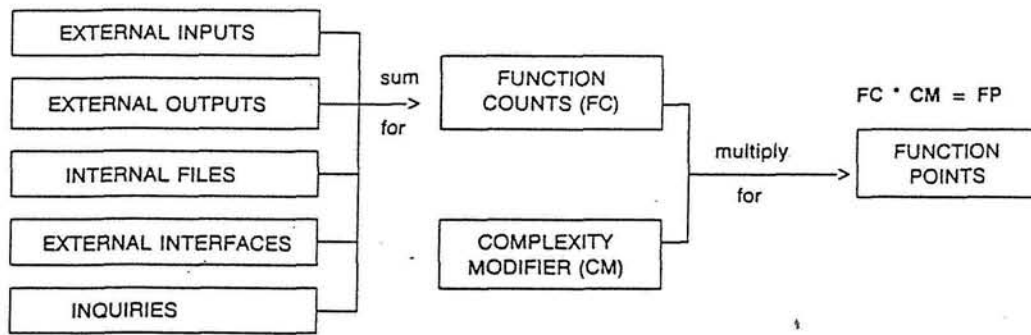 EXTERNAL INPUTS
EXTERNAL OUTPUTS
INTERNAL FILES
EXTERNAL INTERFACES
INQUIRIES
sum
for
FUNCTION
COUNTS (FC)
COMPLEXITY
MODIFIER (CM)
multiply
for
FC * CM = FP
FUNCTION
POINTS